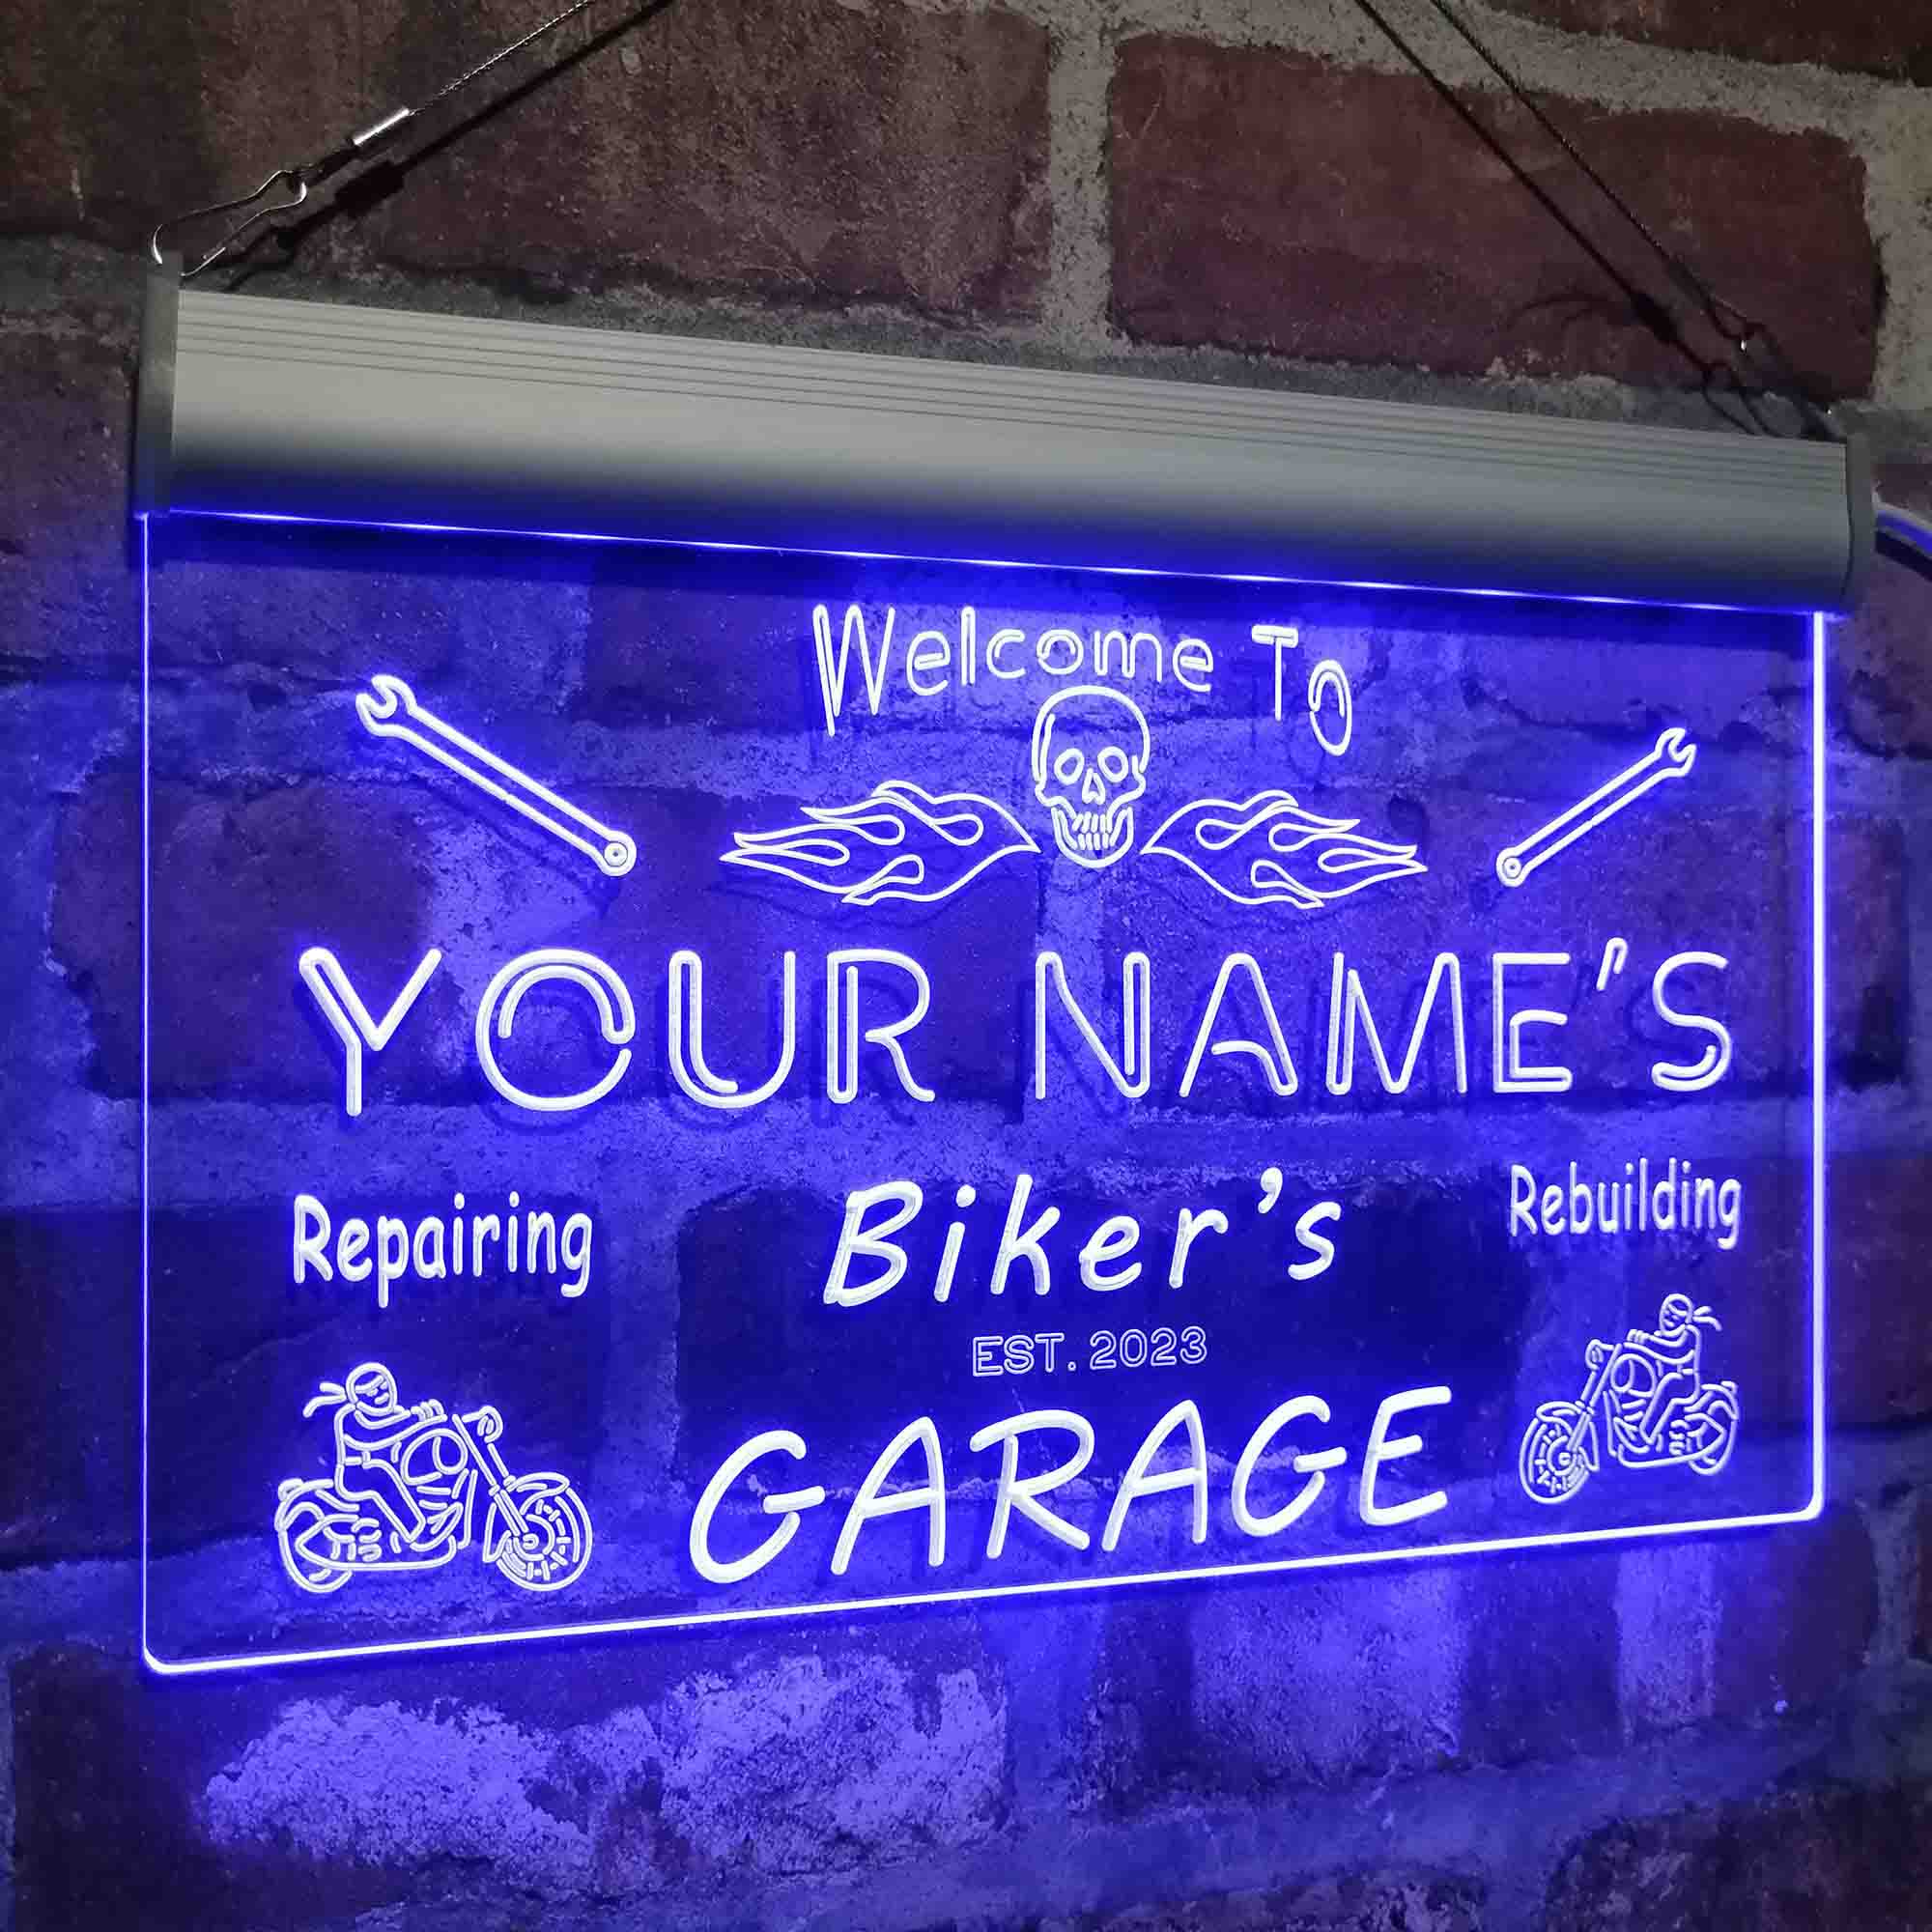 Welcome To
YOUR NAME'S
Repairing Biker's Rebuilding
EST. 2023
GARAGE